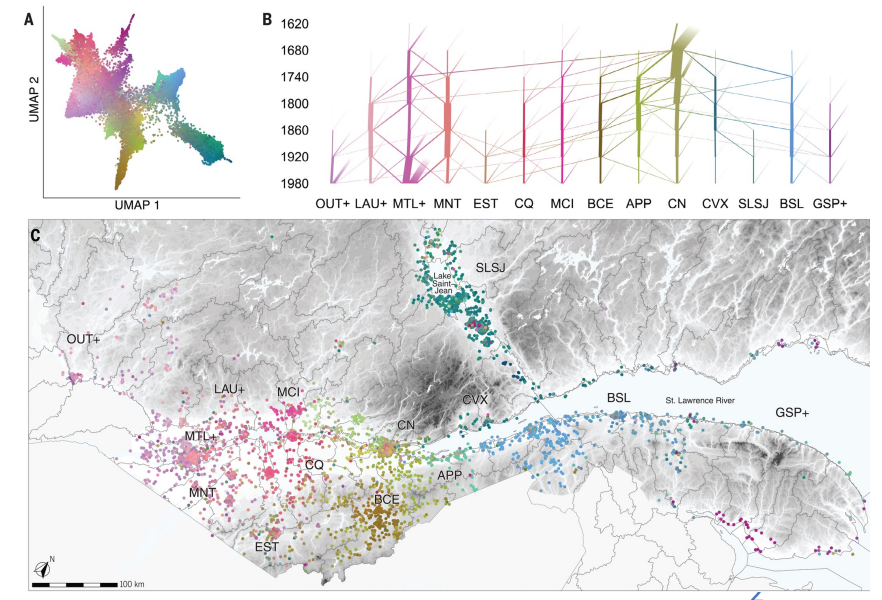 A
UMAP 2
UMAP 1
B
1620
1680
1740
1800
1860
1920
1980
OUT+ LAU+ MTL+ MNT EST CQ MCI BCE APP CN CVX SLSJ BSL GSP+
C
SLSJ
Lake
Saint-
Jean
OUT+
LAU+
MCI
CVX
BSL
St. Lawrence River
GSP+
CN
MTL+
CQ
APP
MNT
BCE
EST
N
100 km